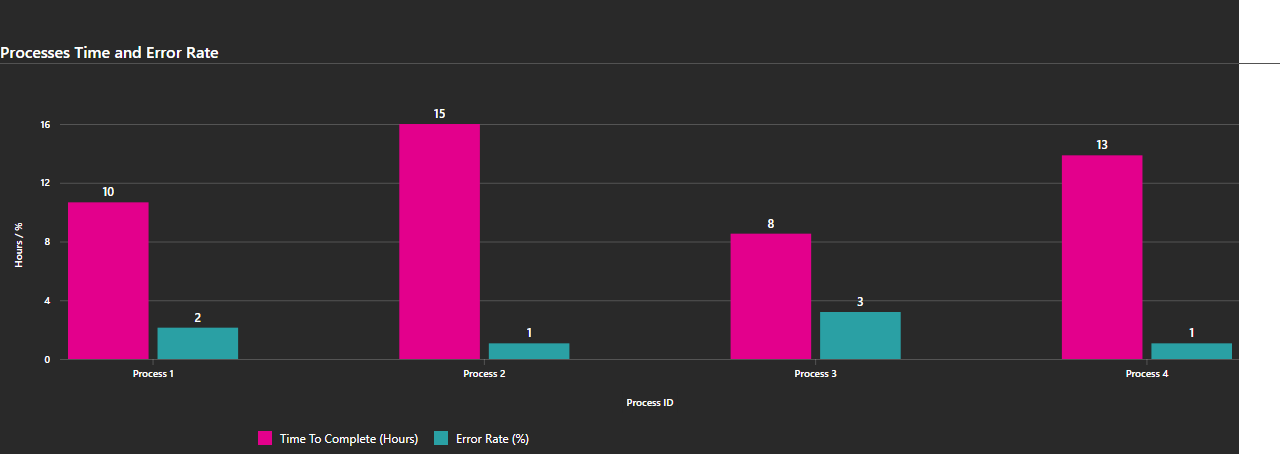 Processes Time and Error Rate
15
16
13
12
10
8
8
Hours / %
4
3
2
1
1
0
Process 1 Process 2 Process 3 Process 4
Process ID
Time To Complete (Hours) Error Rate (%)